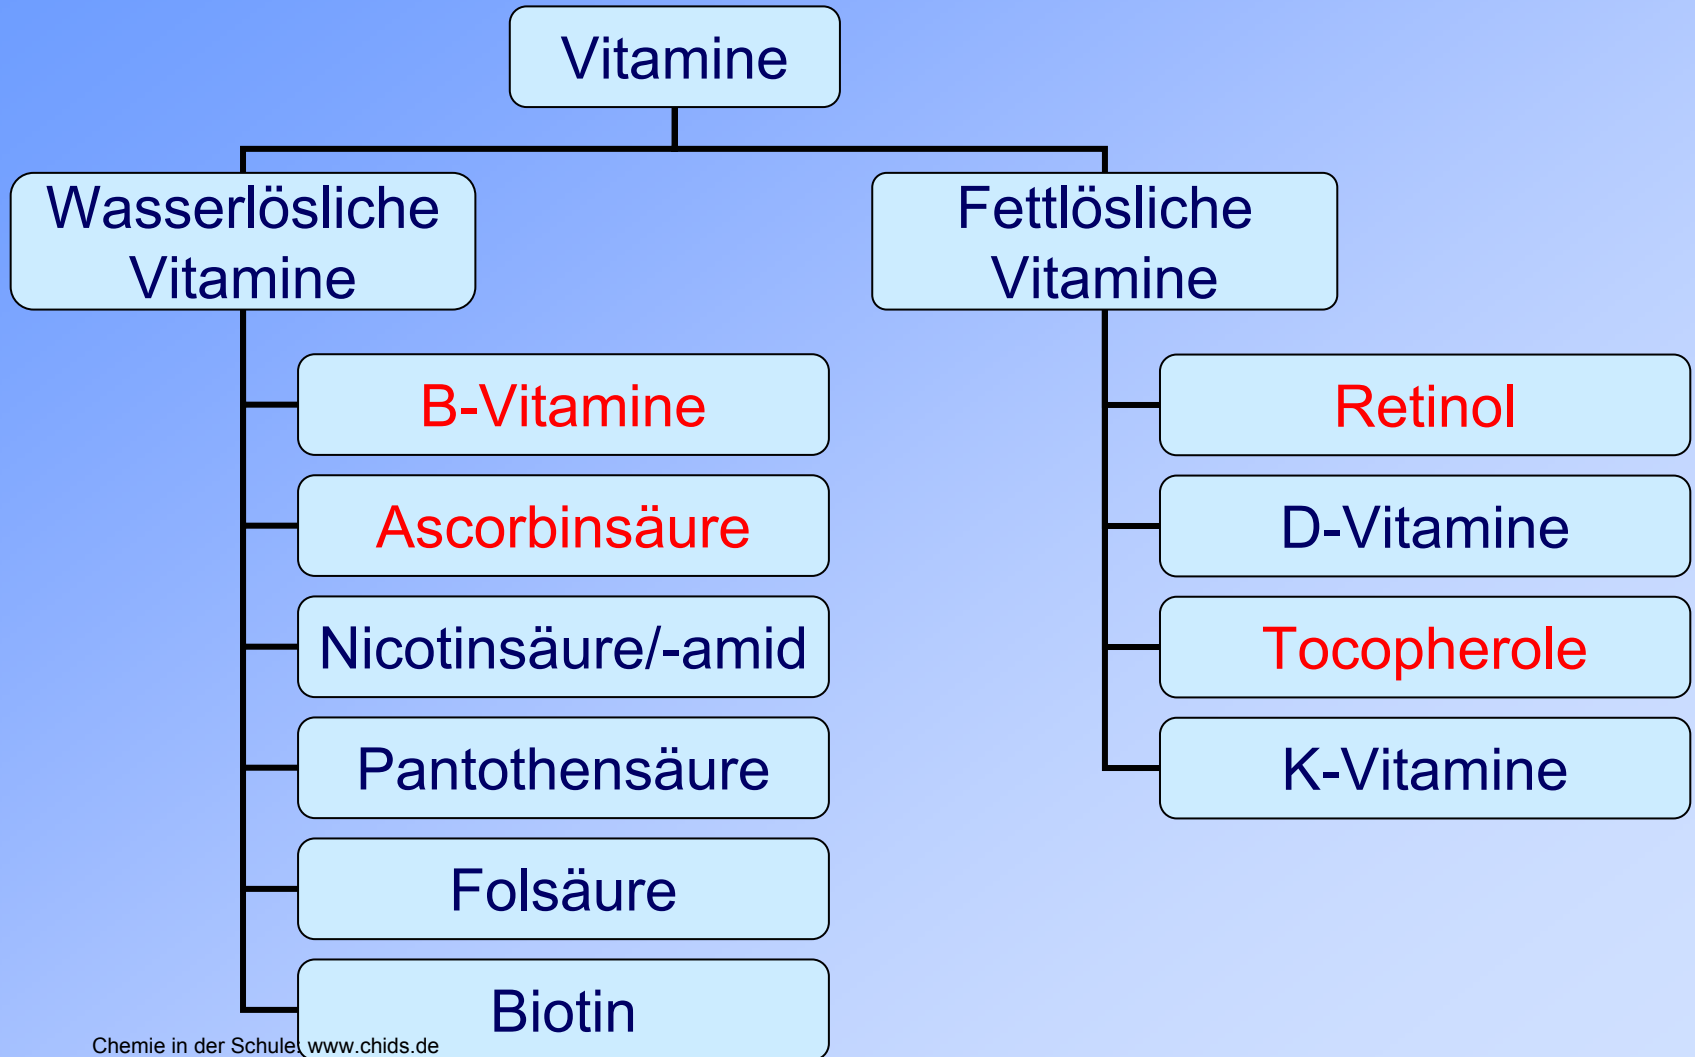 Vitamine
Wasserlösliche
Vitamine
B-Vitamine
Ascorbinsäure
Nicotinsäure/-amid
Pantothensäure
Folsäure
Biotin
Fettlösliche
Vitamine
Retinol
D-Vitamine
Tocopherole
K-Vitamine
Chemie in der Schule: www.chids.de